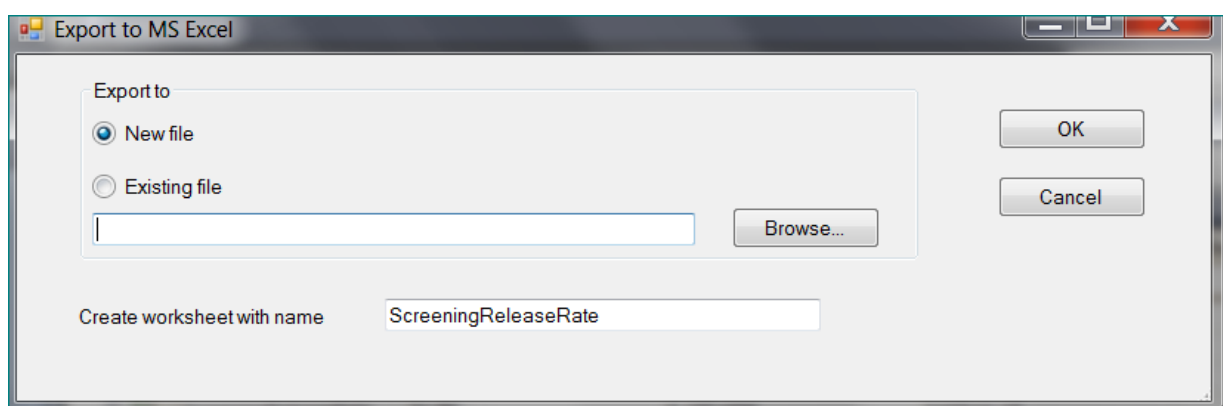 Export to MS Excel
Export to
New file
OK
Existing file
Cancel
Browse...
Create worksheet with name ScreeningReleaseRate